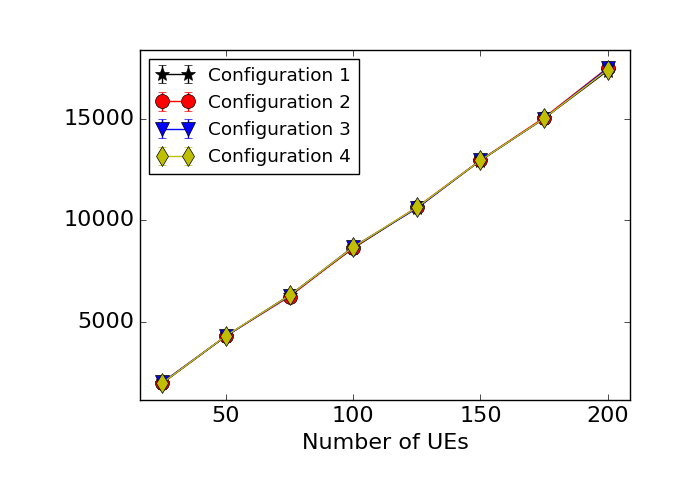 Configuration 1
Configuration 2
Configuration 3
Configuration 4
15000
10000
5000
50 100 150 200
Number of UEs